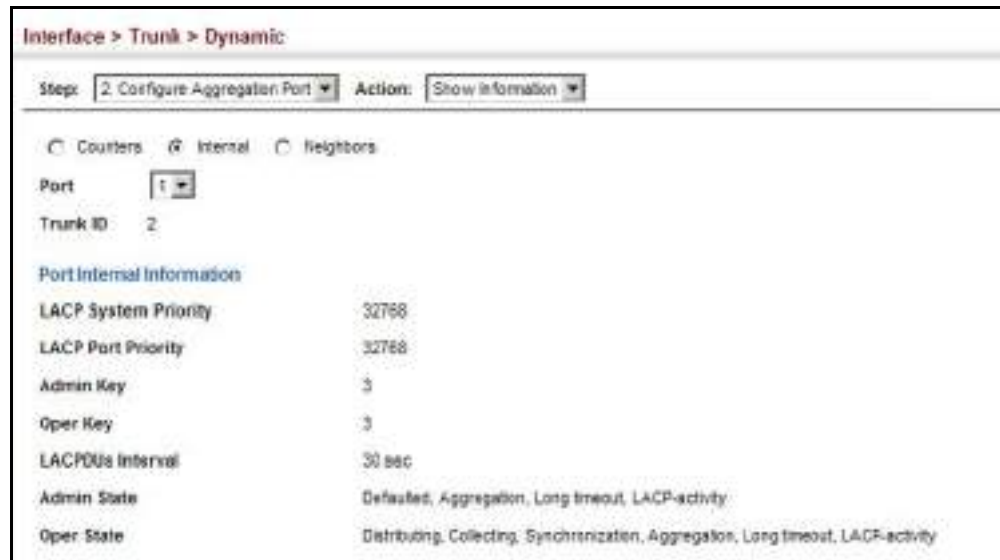 Interface > Trunk > Dynamic
Step: 2. Configure Aggregation Port Action: Show Information
Counters Internal Neighbors
Port 1
Trunk ID 2
Port Internal Information
LACP System Priority 32768
LACP Port Priority 32768
Admin Key 3
Oper Key 3
LACPDUs Interval 30 sec
Admin State Defaulted, Aggregation, Long timeout, LACP-activity
Oper State Distributing, Collecting, Synchronization, Aggregation, Long timeout, LACP-activity